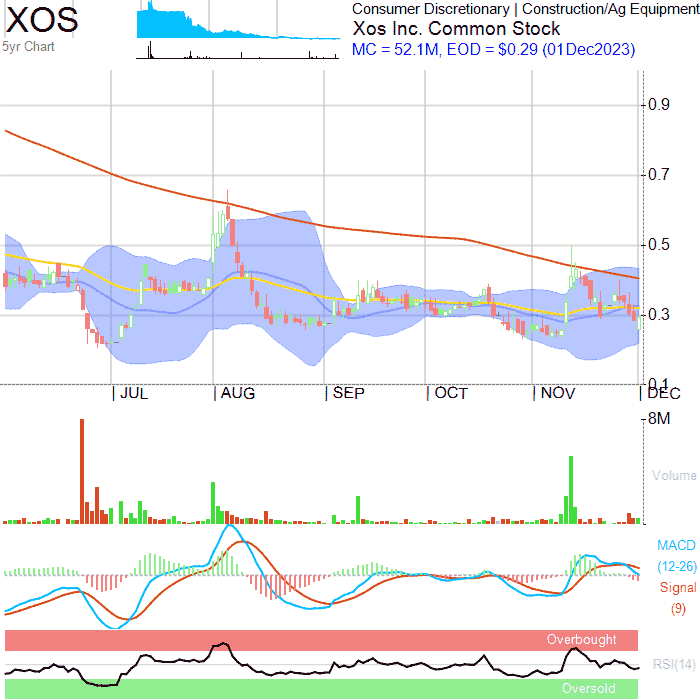 XOS
5yr Chart
Consumer Discretionary | Construction/Ag Equipment
Xos Inc. Common Stock
MC = 52.1M, EOD = $0.29 (01Dec2023)
0.9
0.7
0.5
0.3
0.1
JUL
AUG
SEP
OCT
NOV
DEC
8M
Volume
MACD
(12-26)
Signal
(9)
Overbought
RSI(14)
Oversold